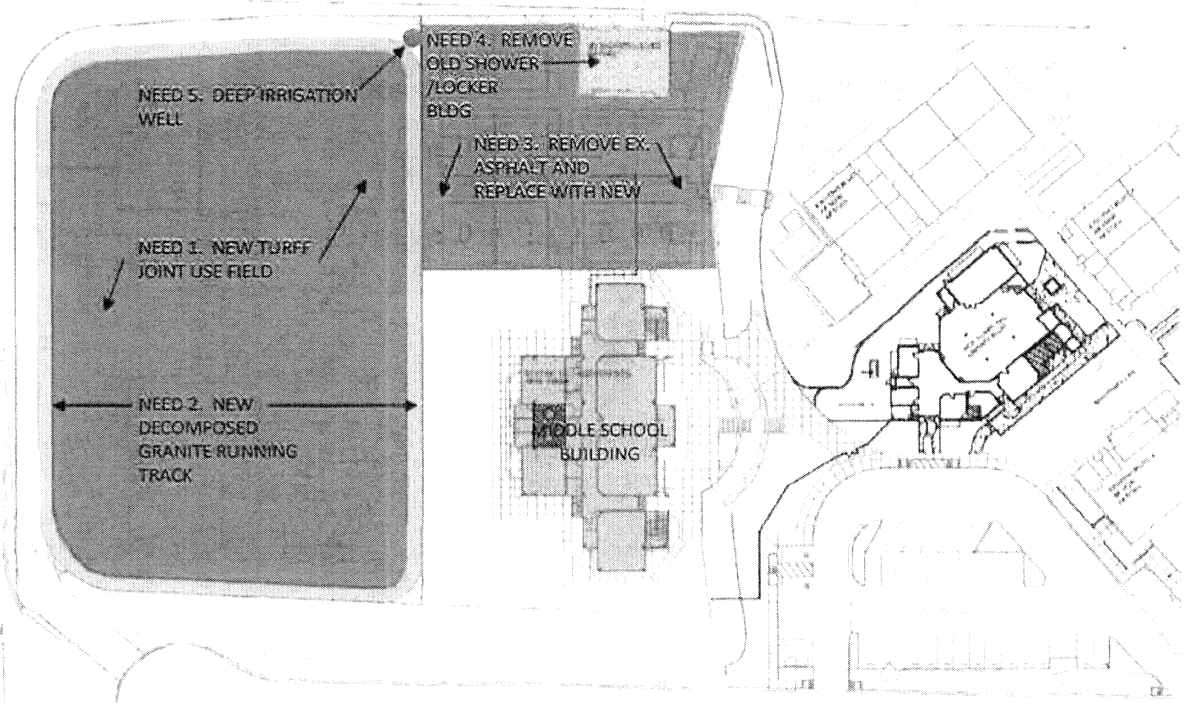 NEED 4. REMOVE
OLD SHOWER
/LOCKER
BLDG
NEED 5. DEEP IRRIGATION
WELL
NEED 3. REMOVE EX.
ASPHALT AND
REPLACE WITH NEW
NEED 1. NEW TURFF
JOINT USE FIELD
NEED 2. NEW
DECOMPOSED
GRANITE RUNNING
TRACK
MIDDLE SCHOOL
BUILDING